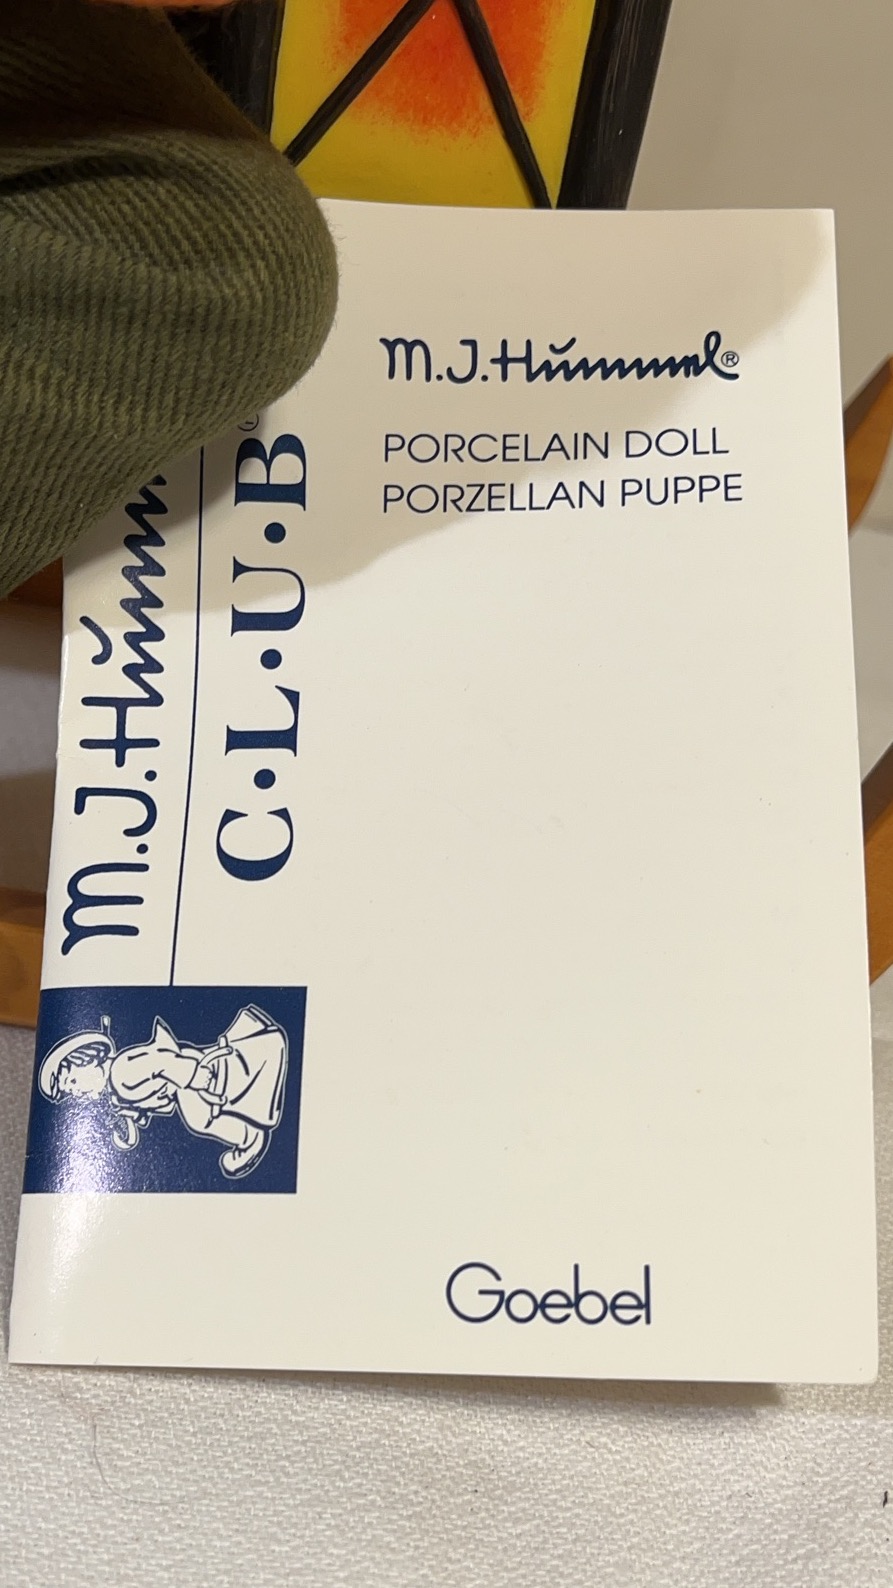 M.J.Hummel®
PORCELAIN DOLL
PORZELLAN PUPPE
C·L·U·B
Goebel